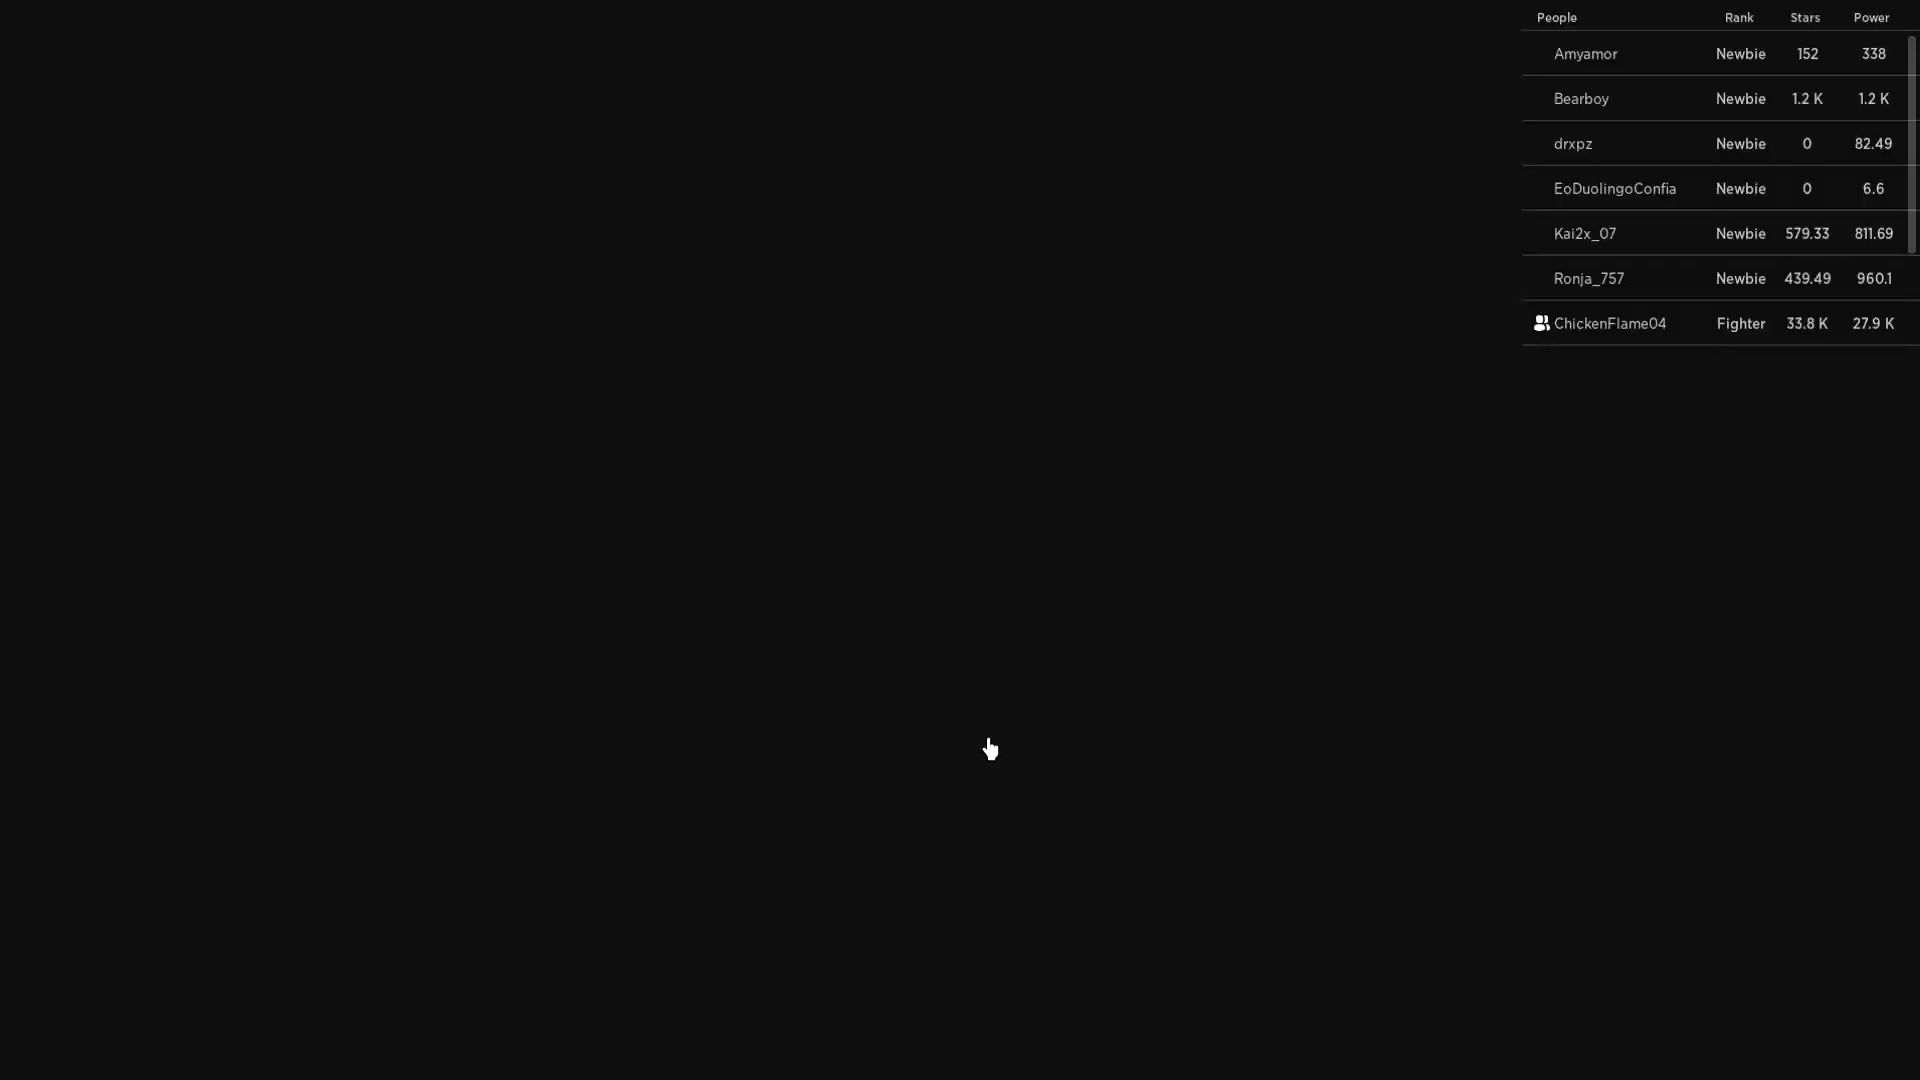 People Rank Stars Power
Amyamor Newbie 152 338
Bearboy Newbie 1.2 K 1.2 K
drxpz Newbie 0 82.49
EoDuolingoConfia Newbie 0 6.6
Kai2x_07 Newbie 579.33 811.69
Ronja_757 Newbie 439.49 960.1
ChickenFlame04 Fighter 33.8 K 27.9 K